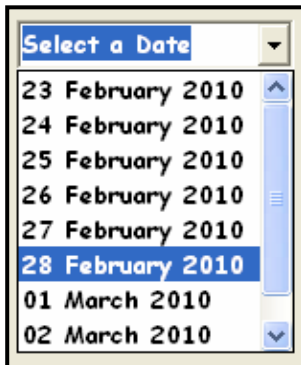 Select a Date
23 February 2010
24 February 2010
25 February 2010
26 February 2010
27 February 2010
28 February 2010
01 March 2010
02 March 2010